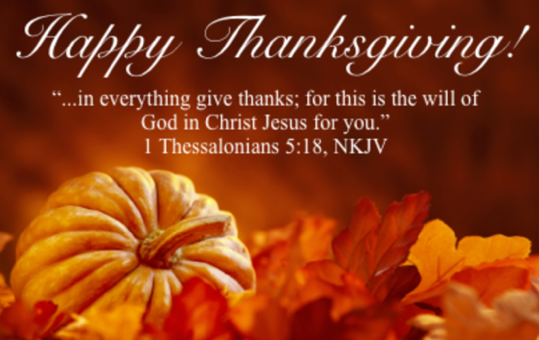 Happy Thanksgiving!
“...in everything give thanks; for this is the will of
God in Christ Jesus for you.”
1 Thessalonians 5:18, NKJV